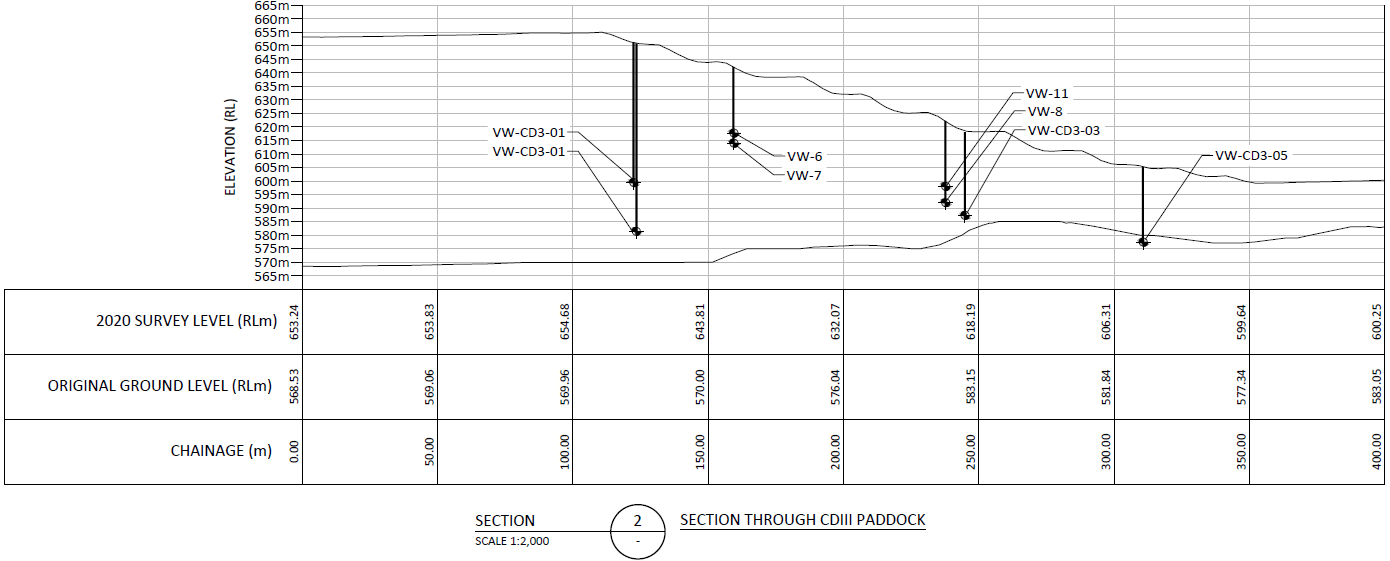 665m
660m
655m
650m
645m
640m
635m
630m
625m
620m
615m
610m
605m
600m
595m
590m
585m
580m
575m
570m
565m
ELEVATION (RL)
VW-CD3-01
VW-CD3-01
VW-6
VW-7
VW-11
VW-8
VW-CD3-03
VW-CD3-05
2020 SURVEY LEVEL (RLm) 653.24 653.83 654.68 643.81 632.07 618.19 606.31 599.64 600.25
ORIGINAL GROUND LEVEL (RLm) 568.53 569.06 569.96 570.00 576.04 583.15 581.84 577.34 583.05
CHAINAGE (m) 0.00 50.00 100.00 150.00 200.00 250.00 300.00 350.00 400.00
SECTION 2 SECTION THROUGH CDIII PADDOCK
SCALE 1:2,000 -